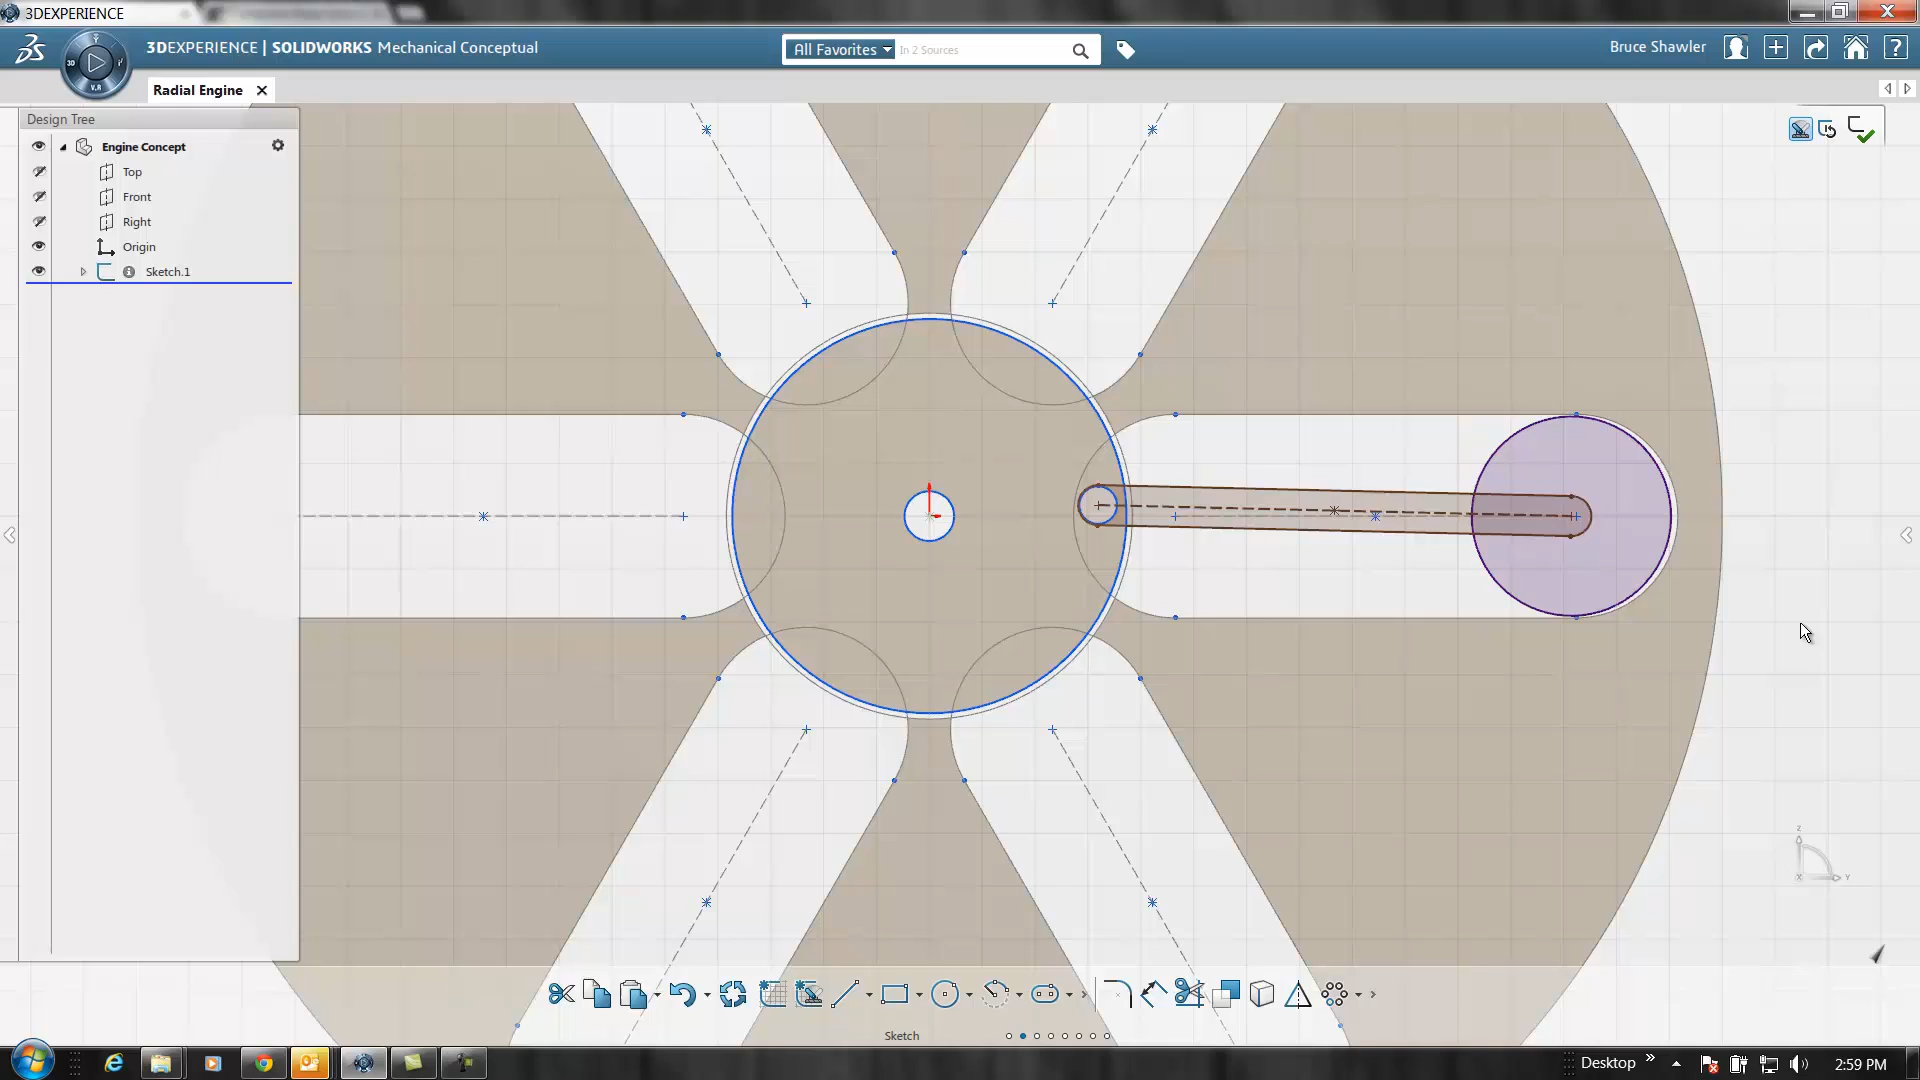 3DEXPERIENCE
3DEXPERIENCE | SOLIDWORKS Mechanical Conceptual
All Favorites
In 2 Sources
Bruce Shawler
3D
V.R
Radial Engine
Design Tree
Engine Concept
Top
Front
Right
Origin
Sketch.1
Z
X
Y
Sketch
Desktop
2:59 PM